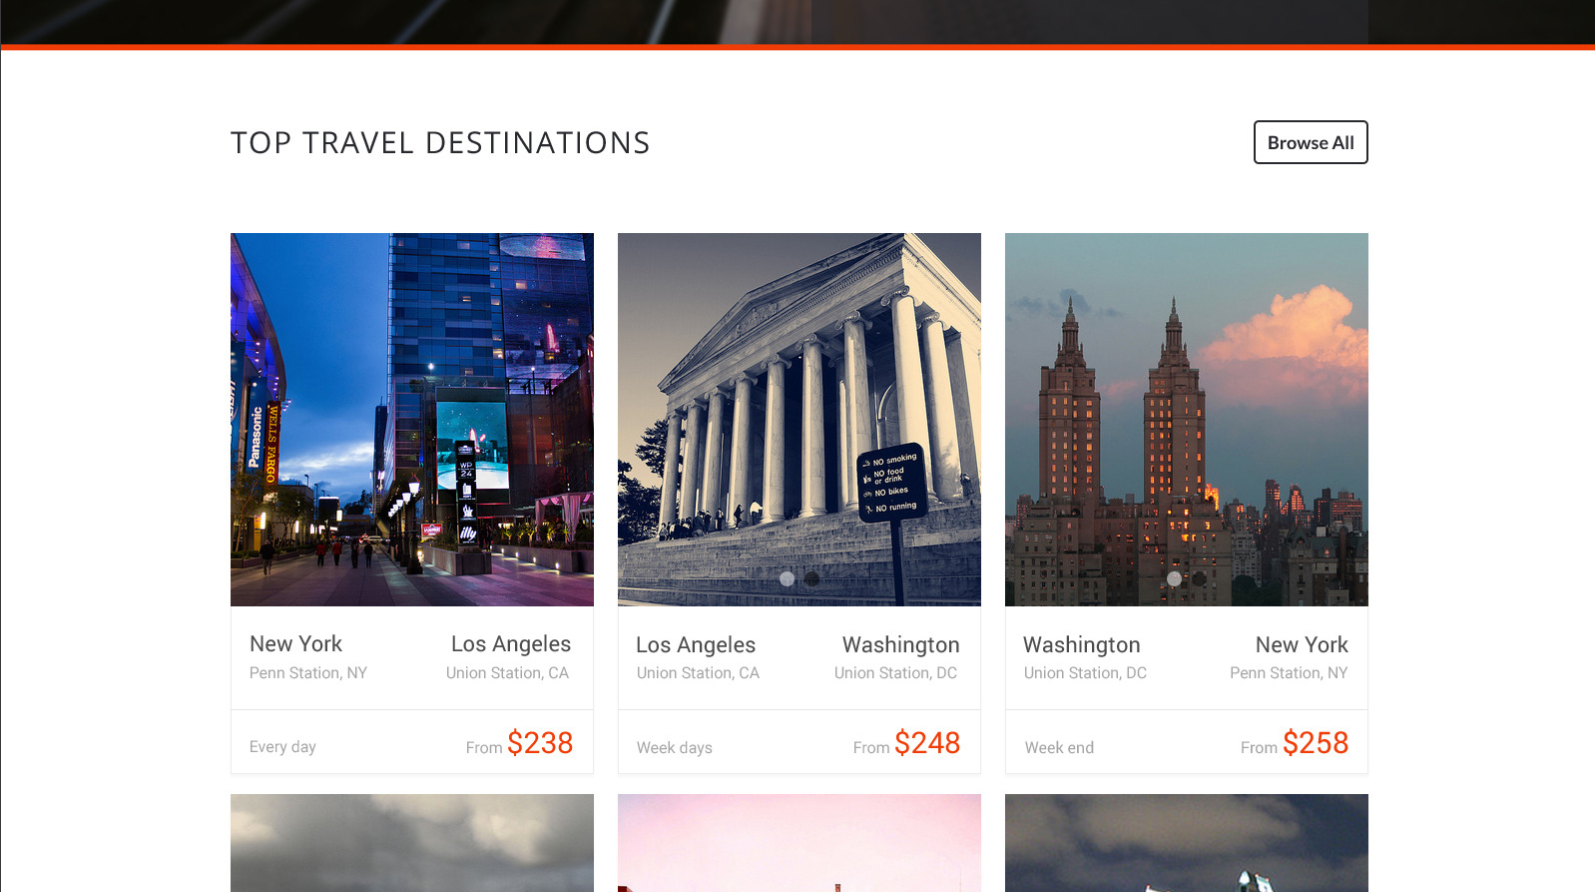 TOP TRAVEL DESTINATIONS
Browse All
Panasonic
WELLS FARGO
WP
24
illy
NO smoking
NO food
or drink
NO bikes
NO running
New York
Los Angeles
Penn Station, NY
Union Station, CA
Every day
From $238
Los Angeles
Washington
Union Station, CA
Union Station, DC
Week days
From $248
Washington
New York
Union Station, DC
Penn Station, NY
Week end
From $258